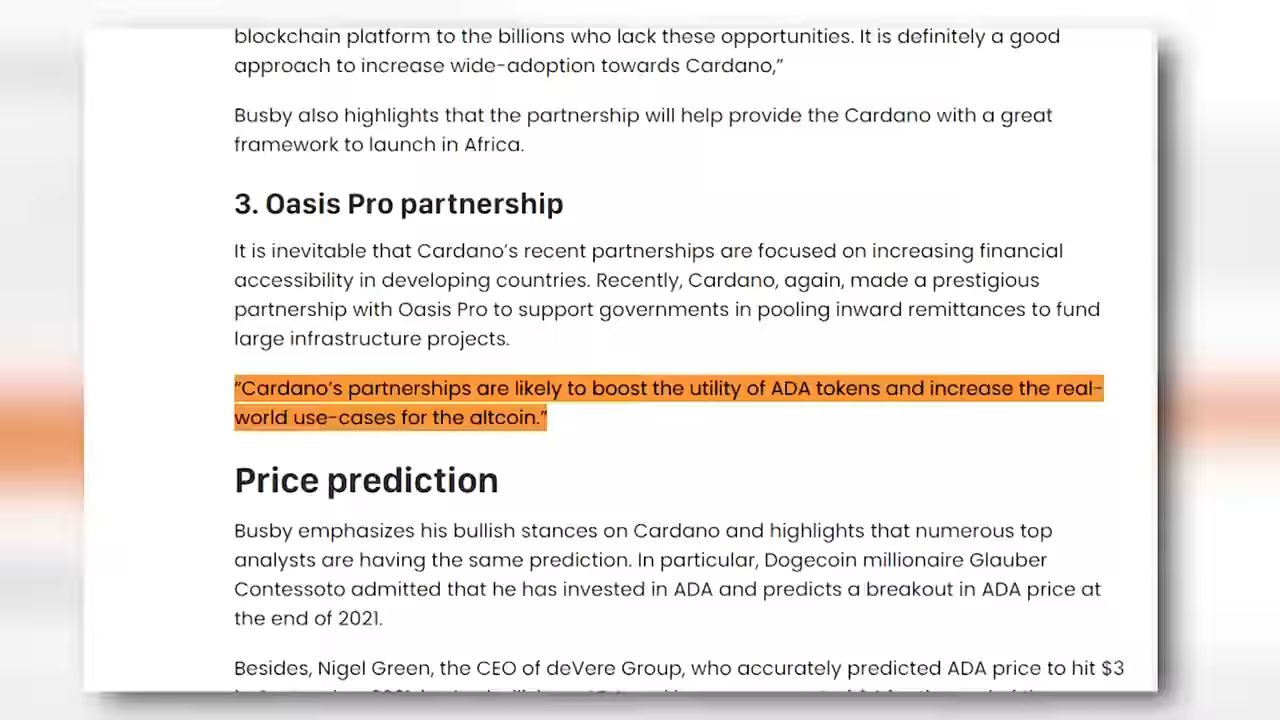 blockchain platform to the billions who lack these opportunities. It is definitely a good
approach to increase wide-adoption towards Cardano,”
Busby also highlights that the partnership will help provide the Cardano with a great
framework to launch in Africa.
3. Oasis Pro partnership
It is inevitable that Cardano’s recent partnerships are focused on increasing financial
accessibility in developing countries. Recently, Cardano, again, made a prestigious
partnership with Oasis Pro to support governments in pooling inward remittances to fund
large infrastructure projects.
“Cardano’s partnerships are likely to boost the utility of ADA tokens and increase the real-
world use-cases for the altcoin.”
Price prediction
Busby emphasizes his bullish stances on Cardano and highlights that numerous top
analysts are having the same prediction. In particular, Dogecoin millionaire Glauber
Contessoto admitted that he has invested in ADA and predicts a breakout in ADA price at
the end of 2021.
Besides, Nigel Green, the CEO of deVere Group, who accurately predicted ADA price to hit $3